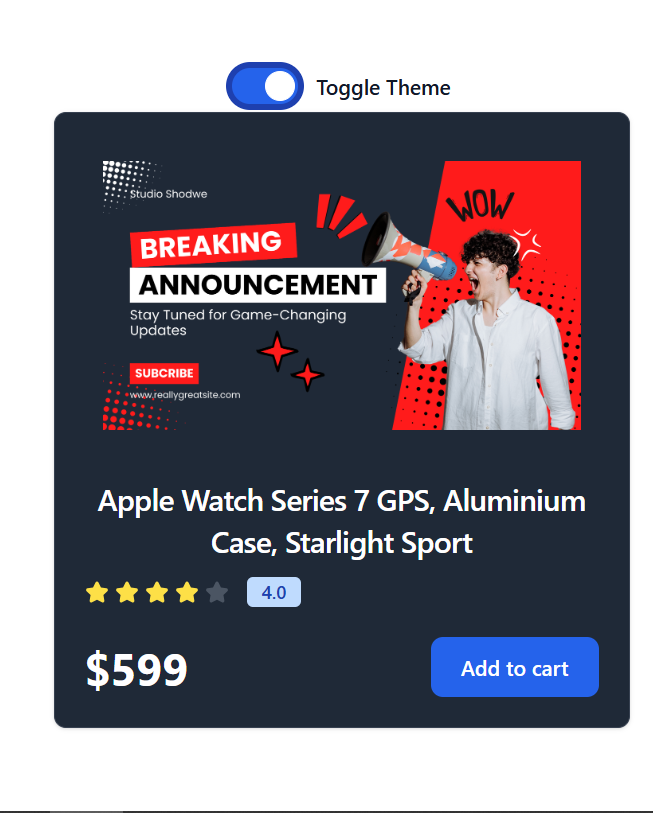 Toggle Theme
Studio Shodwe
WOW
BREAKING
ANNOUNCEMENT
Stay Tuned for Game-Changing
Updates
SUBSCRIBE
www.reallygreatsite.com
Apple Watch Series 7 GPS, Aluminium
Case, Starlight Sport
4.0
$599
Add to cart